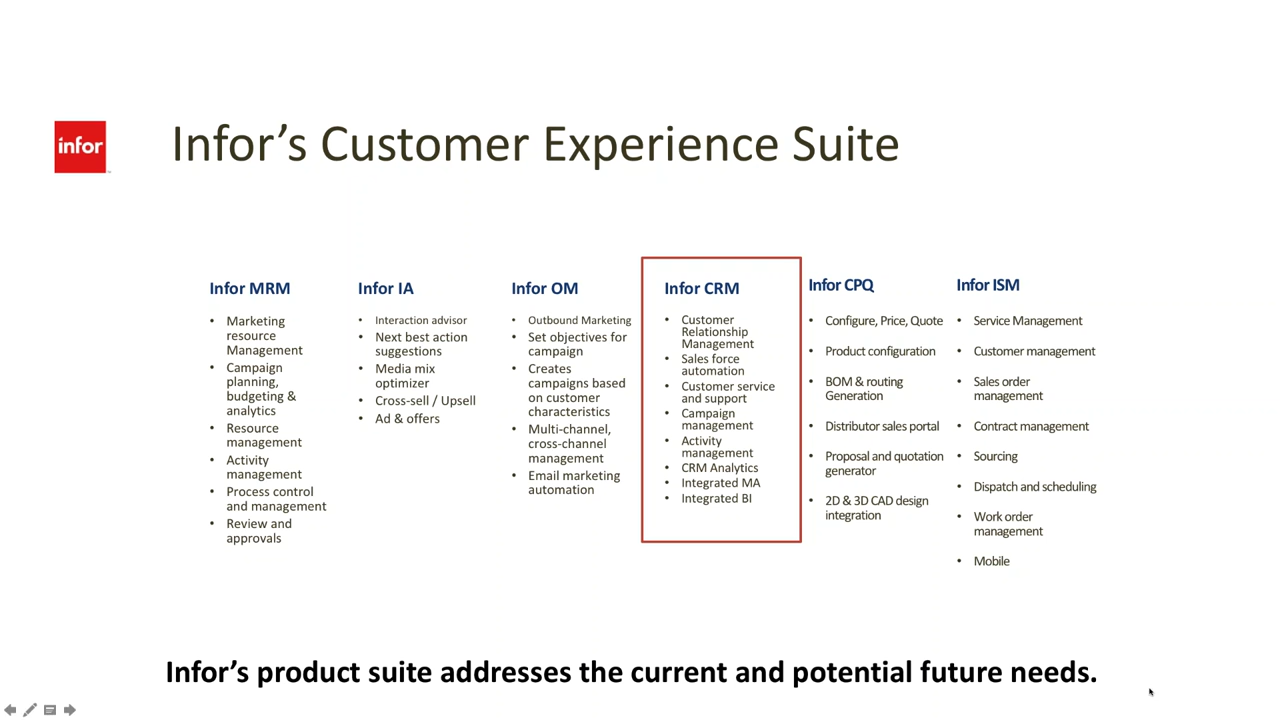 infor
Infor's Customer Experience Suite
Infor MRM
• Marketing
resource
Management
• Campaign
planning,
budgeting &
analytics
• Resource
management
• Activity
management
• Process control
and management
• Review and
approvals
Infor IA
• Interaction advisor
• Next best action
suggestions
• Media mix
optimizer
• Cross-sell / Upsell
• Ad & offers
Infor OM
• Outbound Marketing
• Set objectives for
campaign
• Creates
campaigns based
on customer
characteristics
• Multi-channel,
cross-channel
management
• Email marketing
automation
Infor CRM
• Customer
Relationship
Management
• Sales force
automation
• Customer service
and support
• Campaign
management
• Activity
management
• CRM Analytics
• Integrated MA
• Integrated BI
Infor CPQ
• Configure, Price, Quote
• Product configuration
• BOM & routing
Generation
• Distributor sales portal
• Proposal and quotation
generator
• 2D & 3D CAD design
integration
Infor ISM
• Service Management
• Customer management
• Sales order
management
• Contract management
• Sourcing
• Dispatch and scheduling
• Work order
management
• Mobile
Infor's product suite addresses the current and potential future needs.